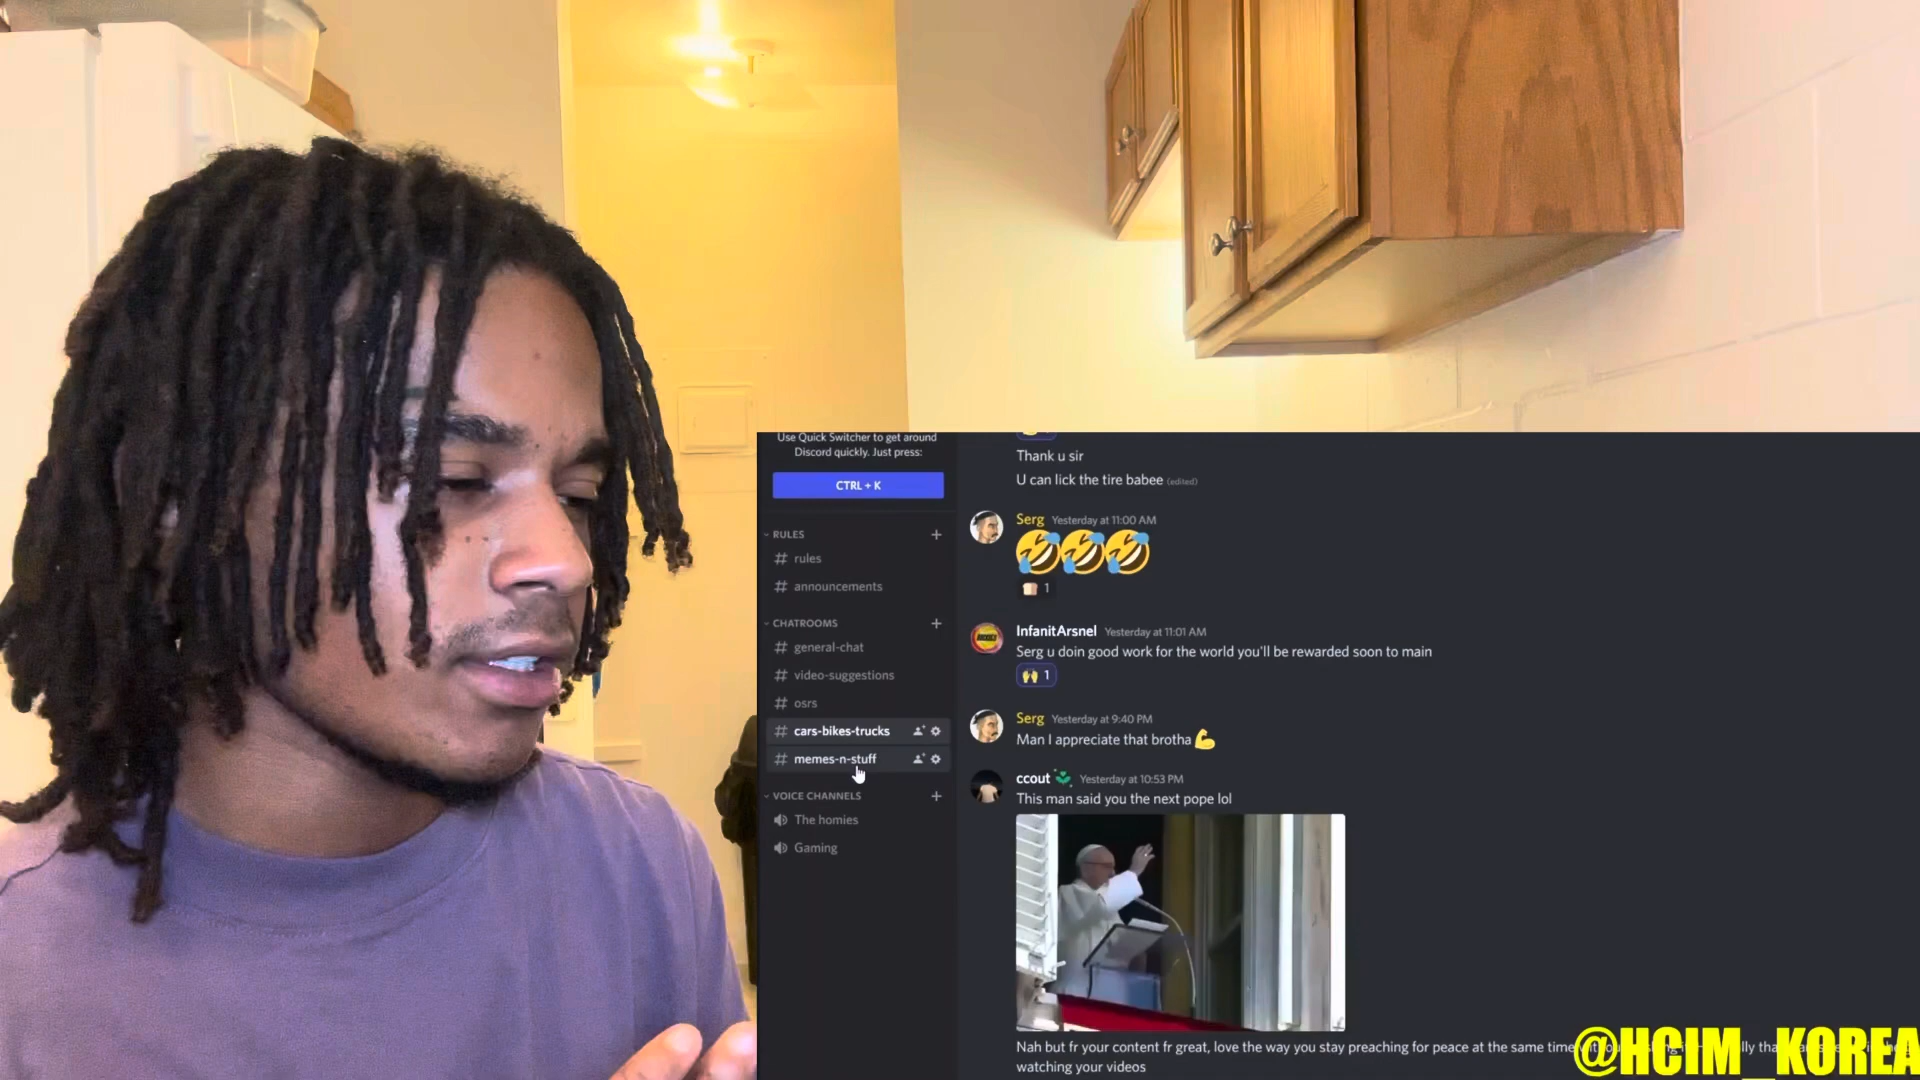 Use Quick Switcher to get around
Discord quickly. Just press:
CTRL + K
RULES
# rules
# announcements
CHATROOMS
# general-chat
# video-suggestions
# osrs
# cars-bikes-trucks
# memes-n-stuff
VOICE CHANNELS
The homies
Gaming
Thank u sir
U can lick the tire babee (edited)
Serg Yesterday at 11:00 AM
1
InfanitArsnel Yesterday at 11:01 AM
Serg u doin good work for the world you'll be rewarded soon to main
1
Serg Yesterday at 9:40 PM
Man I appreciate that brotha
ccout Yesterday at 10:53 PM
This man said you the next pope lol
Nah but fr your content fr great, love the way you stay preaching for peace at the same time
watching your videos
@HCIM_KOREA